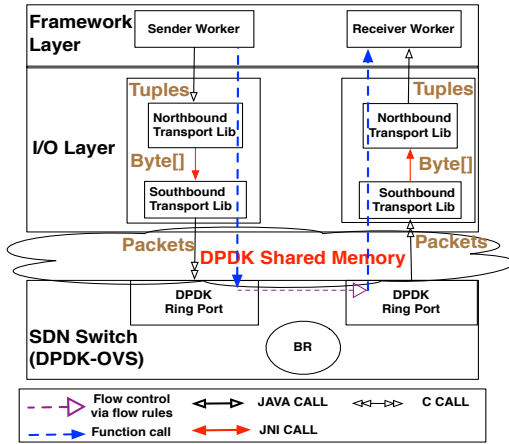 Framework
Layer
Sender Worker
Receiver Worker
I/O Layer
Tuples
Northbound
Transport Lib
Byte[]
Southbound
Transport Lib
Packets
Tuples
Northbound
Transport Lib
Byte[]
Southbound
Transport Lib
Packets
DPDK Shared Memory
SDN Switch
(DPDK-OVS)
DPDK
Ring Port
DPDK
Ring Port
BR
Flow control
via flow rules
JAVA CALL
C CALL
Function call
JNI CALL